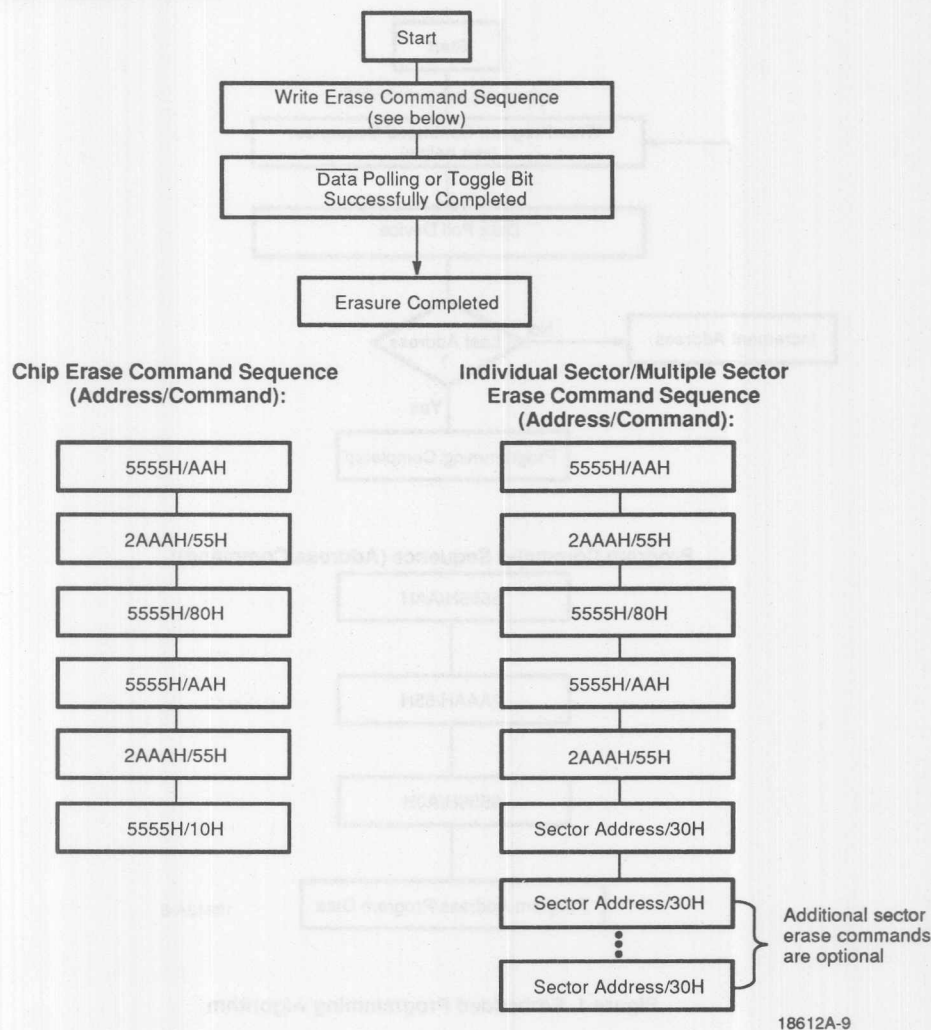 Start
Write Erase Command Sequence
(see below)
Data Polling or Toggle Bit
Successfully Completed
Erasure Completed
Chip Erase Command Sequence
(Address/Command):
5555H/AAH
2AAAH/55H
5555H/80H
5555H/AAH
2AAAH/55H
5555H/10H
Individual Sector/Multiple Sector
Erase Command Sequence
(Address/Command):
5555H/AAH
2AAAH/55H
5555H/80H
5555H/AAH
2AAAH/55H
Sector Address/30H
Sector Address/30H
Sector Address/30H
Additional sector
erase commands
are optional
18612A-9